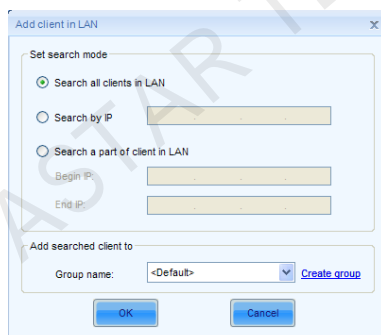 Add client in LAN
X
Set search mode
Search all clients in LAN
Search by IP
. . .
Search a part of client in LAN
Begin IP:
. . .
End IP:
. . .
Add searched client to
Group name: <Default> Create group
OK Cancel
ASTAR